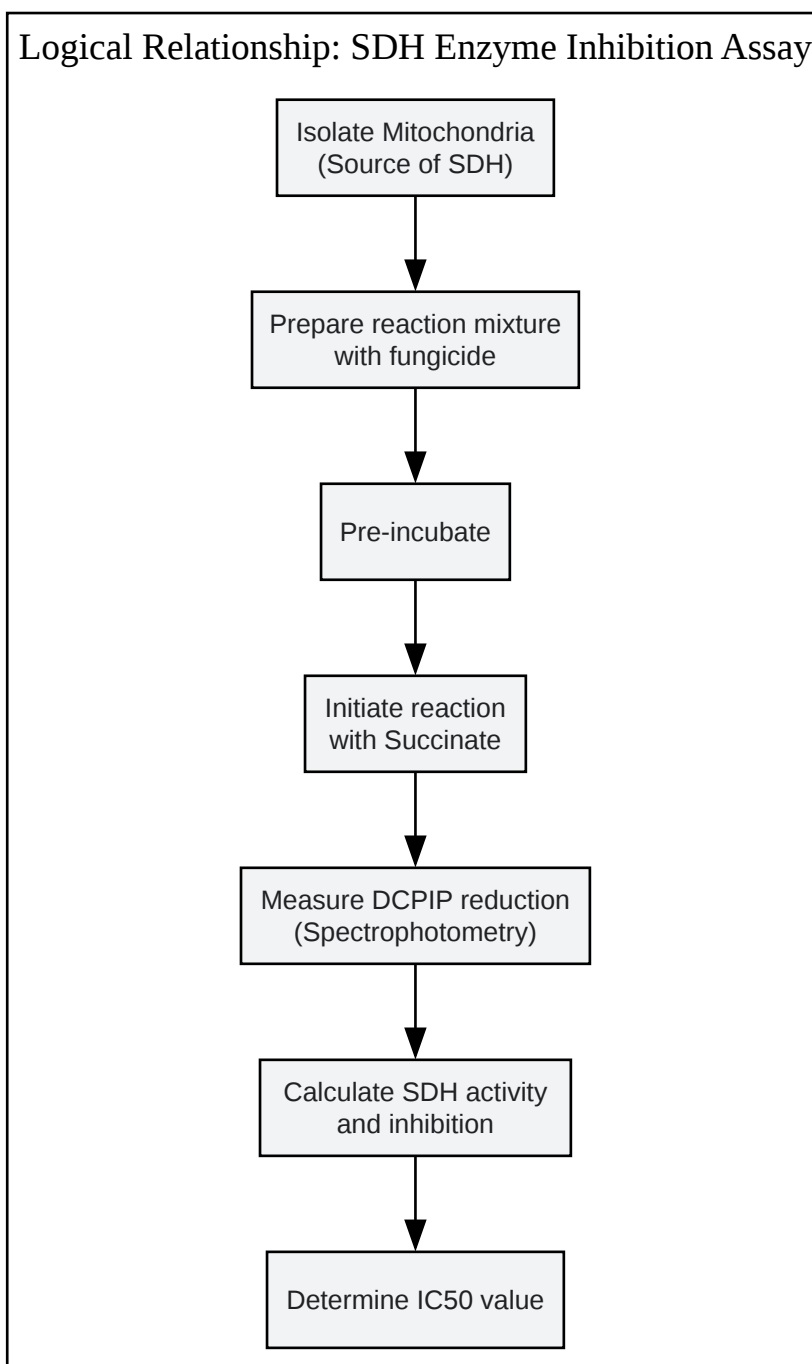 Logical Relationship: SDH Enzyme Inhibition Assay
Isolate Mitochondria
(Source of SDH)
Prepare reaction mixture
with fungicide
Pre-incubate
Initiate reaction
with Succinate
Measure DCPIP reduction
(Spectrophotometry)
Calculate SDH activity
and inhibition
Determine IC50 value